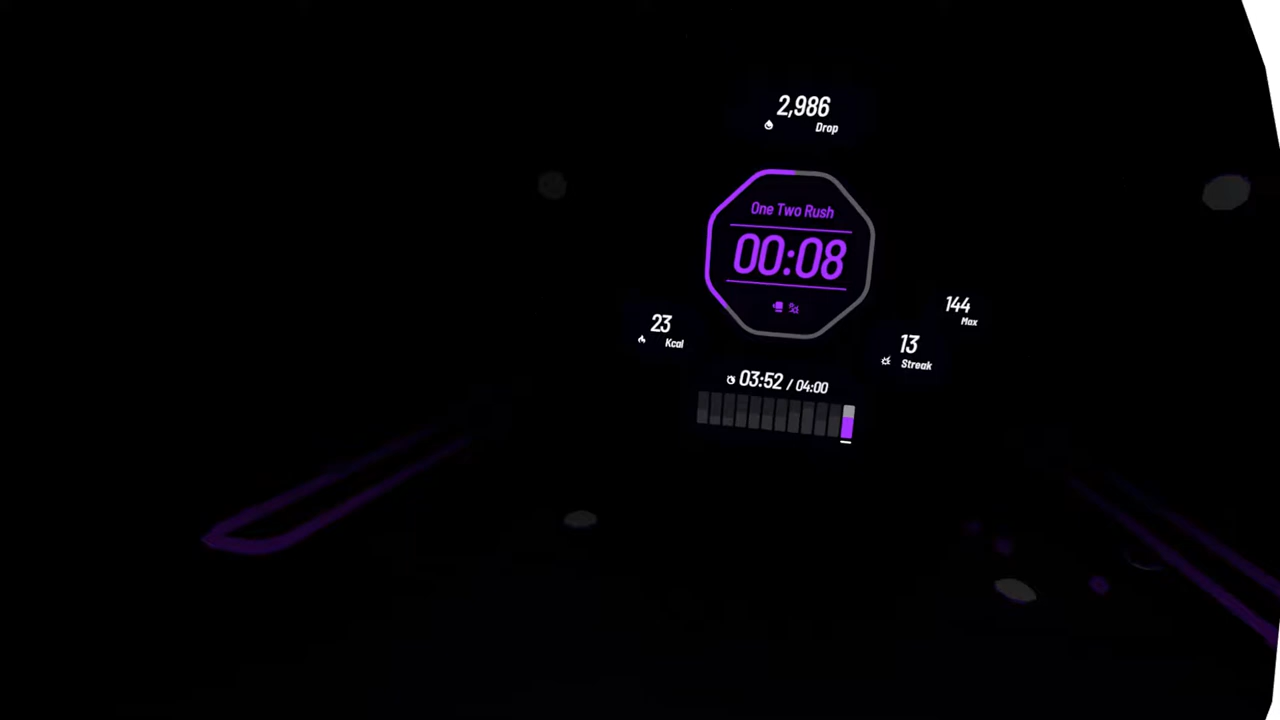 2,986
Drop
One Two Rush
00:08
23
Kcal
144
Max
13
Streak
03:52 / 04:00